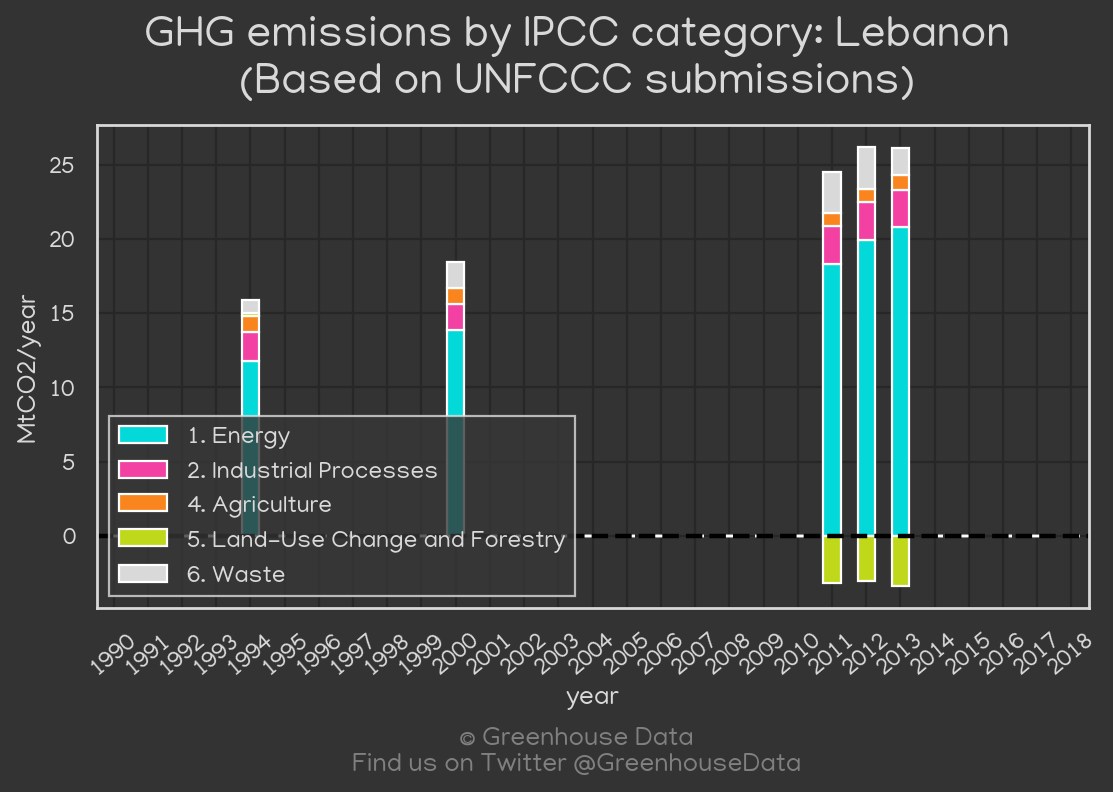 GHG emissions by IPCC category: Lebanon
(Based on UNFCCC submissions)
MtCO2/year
25
20
15
10
5
0
1. Energy
2. Industrial Processes
4. Agriculture
5. Land-Use Change and Forestry
6. Waste
1990 1991 1992 1993 1994 1995 1996 1997 1998 1999 2000 2001 2002 2003 2004 2005 2006 2007 2008 2009 2010 2011 2012 2013 2014 2015 2016 2017 2018
year
© Greenhouse Data
Find us on Twitter @GreenhouseData